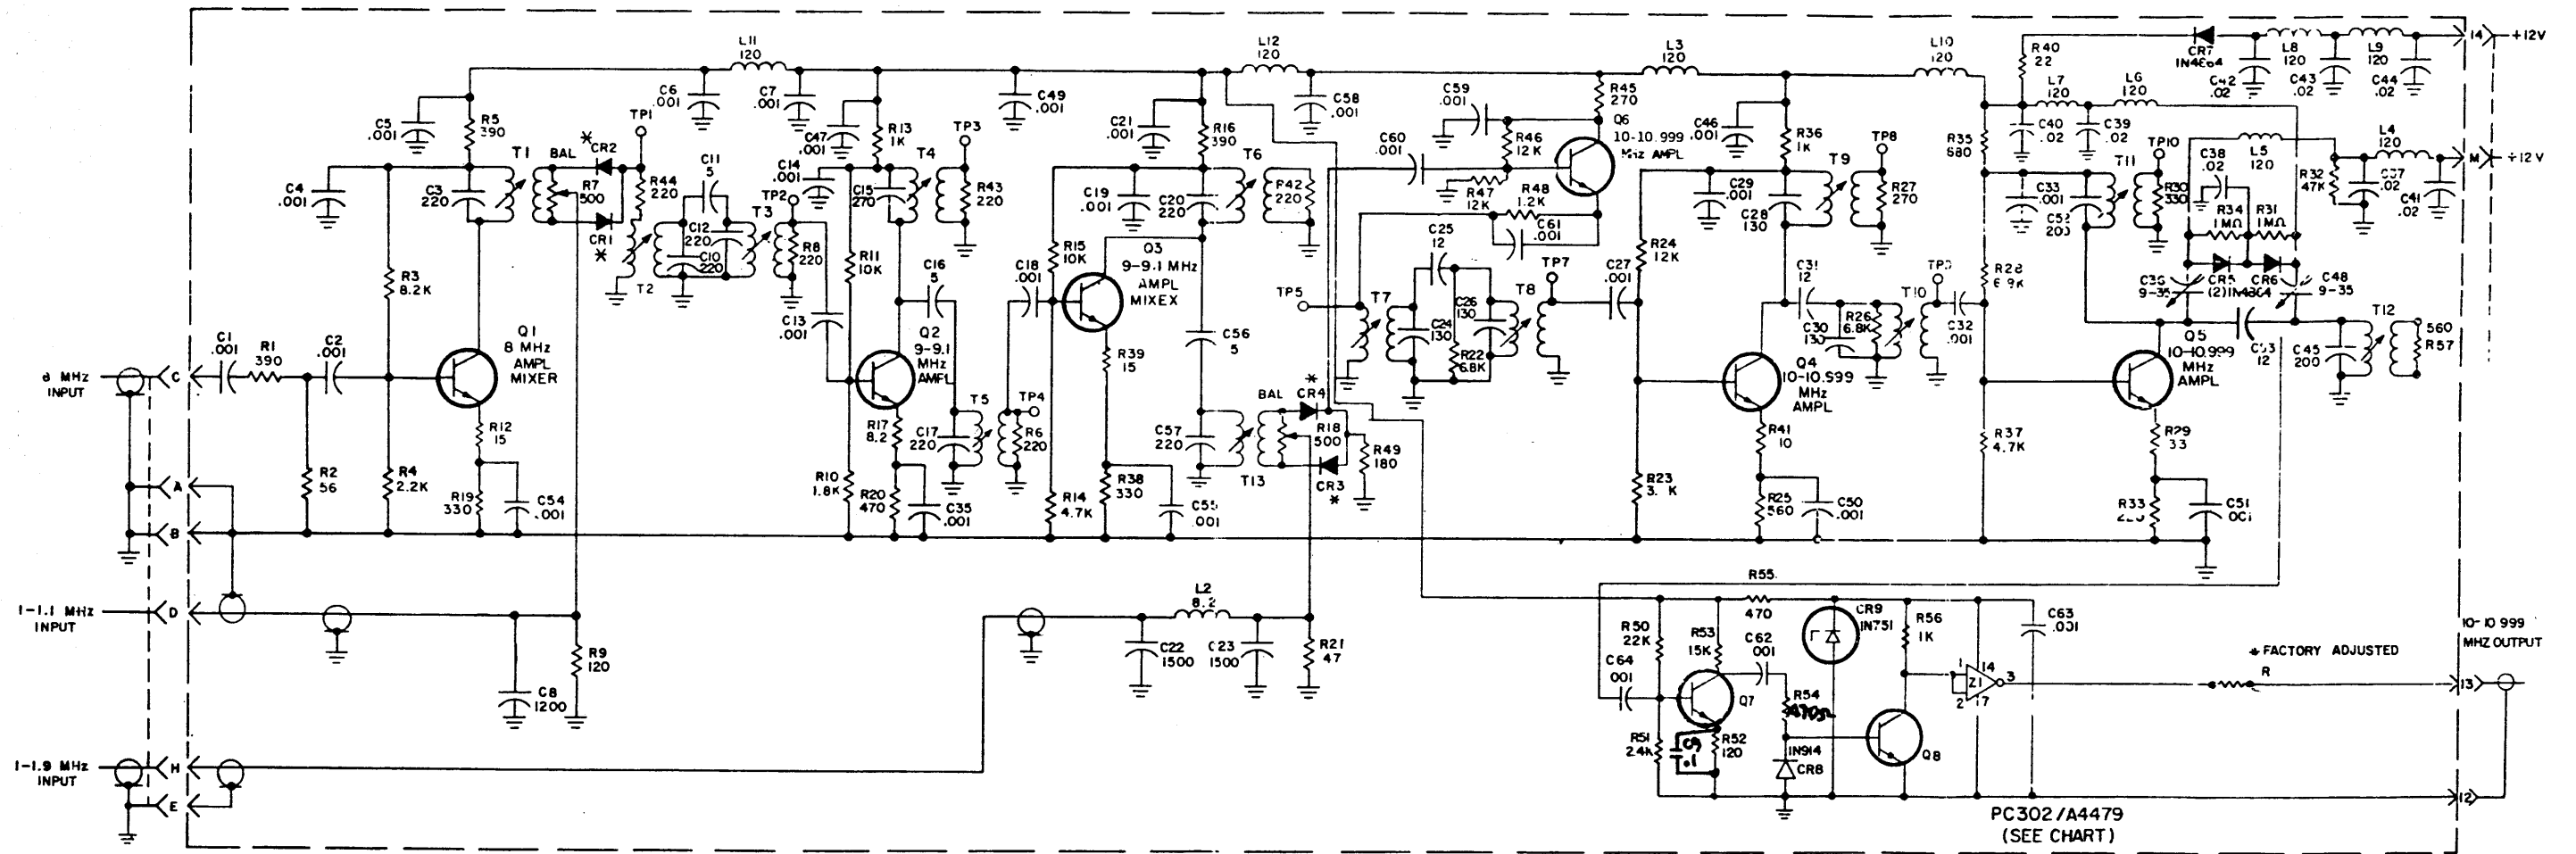 L11
120
L12
120
L3
120
L10
120
R40
22
CR7
L8
120
L9
120
14
+12V
C42
.02
C43
.02
C44
.02
C6
.001
C7
.001
C49
.001
C58
.001
C59
.001
R45
270
L7
120
L6
120
C5
.001
R5
390
TP1
C47
.001
R13
1K
TP3
C21
.001
R16
390
C60
.001
R46
12K
Q6
10-10.999
MHz AMPL
C46
.001
R36
1K
TP8
R35
680
C40
.02
C39
.02
TP10
L5
120
L4
120
M
+12V
*
CR2
T1
BAL
R7
500
CR1
*
R44
220
C11
5
C14
.001
TP2
T4
C15
270
R43
220
T6
R42
220
R47
12K
R48
1.2K
C61
.001
C29
.001
T9
R27
270
C28
130
C33
.001
T11
R30
330
C38
.02
R34
1MΩ
R31
1MΩ
R32
47K
.02
C41
.02
C4
.001
C3
220
T2
C12
220
C10
220
T3
R8
220
C19
.001
C20
220
R3
8.2K
R11
10K
C16
5
R15
10K
Q3
9-9.1 MHz
AMPL
MIXEX
C18
.001
C25
12
TP7
C27
.001
R24
12K
C31
12
T10
9-35
CR5
CR6
C48
9-35
TP5
T7
C24
130
C26
130
T8
R22
6.8K
C30
130
R26
6.8K
C32
.001
T12
560
R57
C1
.001
R1
390
C2
.001
Q1
8 MHz
AMPL
MIXER
C13
.001
Q2
9-9.1
MHz
C56
5
R39
15
Q4
10-10.999
MHz
AMPL
Q5
10-10.999
MHz
AMPL
12
C45
200
C
MHz
INPUT
R12
15
R17
8.2
C17
220
T5
TP4
R6
220
C57
220
T13
BAL
*
CR4
R18
500
CR3
*
R49
180
R41
10
R37
4.7K
R29
33
A
R2
56
R4
2.2K
R19
330
C54
.001
R10
1.8K
R20
470
C35
.001
R14
4.7K
R38
330
.001
R23
R25
560
C50
.001
R33
C51
B
1-1.1 MHz
INPUT
D
R9
120
C8
1200
L2
8.2
C22
1500
C23
1500
R21
47
R55
470
R50
22K
R53
15K
C62
001
CR9
1N751
R56
1K
C63
.001
10-10 999
MHZ OUTPUT
C64
001
Q7
R54
470Ω
1
2
Z1
14
3
* FACTORY ADJUSTED
R
13
R51
2.4K
.1
R52
120
1N914
CR8
Q8
1-1.9 MHz
INPUT
H
E
12
PC302/A4479
(SEE CHART)